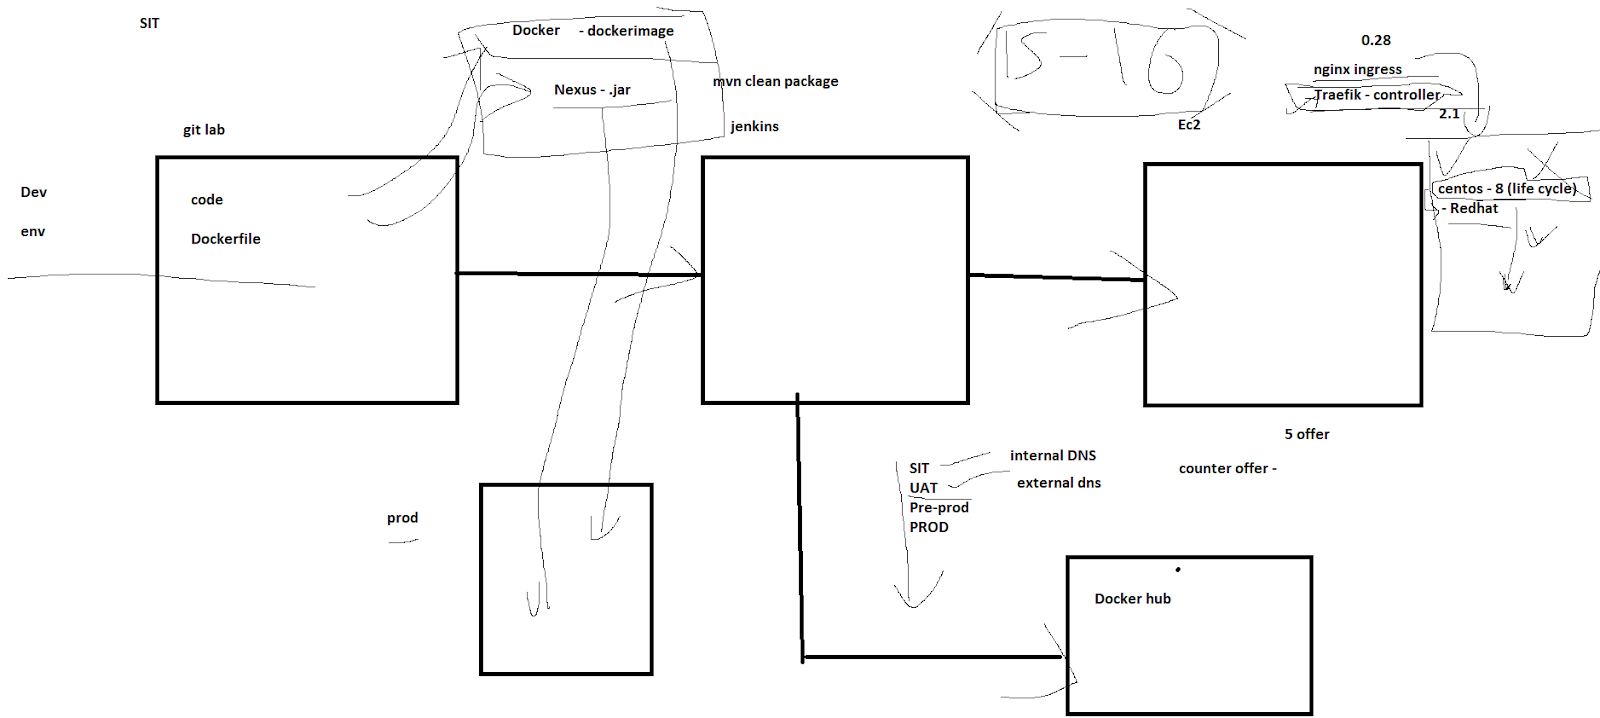 SIT
Docker - dockerimage
mvn clean package
Nexus - .jar
jenkins
15 - 16
Ec2
0.28
nginx ingress
Traefik - controller
2.1
git lab
Dev
env
code
Dockerfile
centos - 8 (life cycle)
- Redhat
5 offer
counter offer -
SIT
internal DNS
UAT
external dns
Pre-prod
PROD
prod
Docker hub